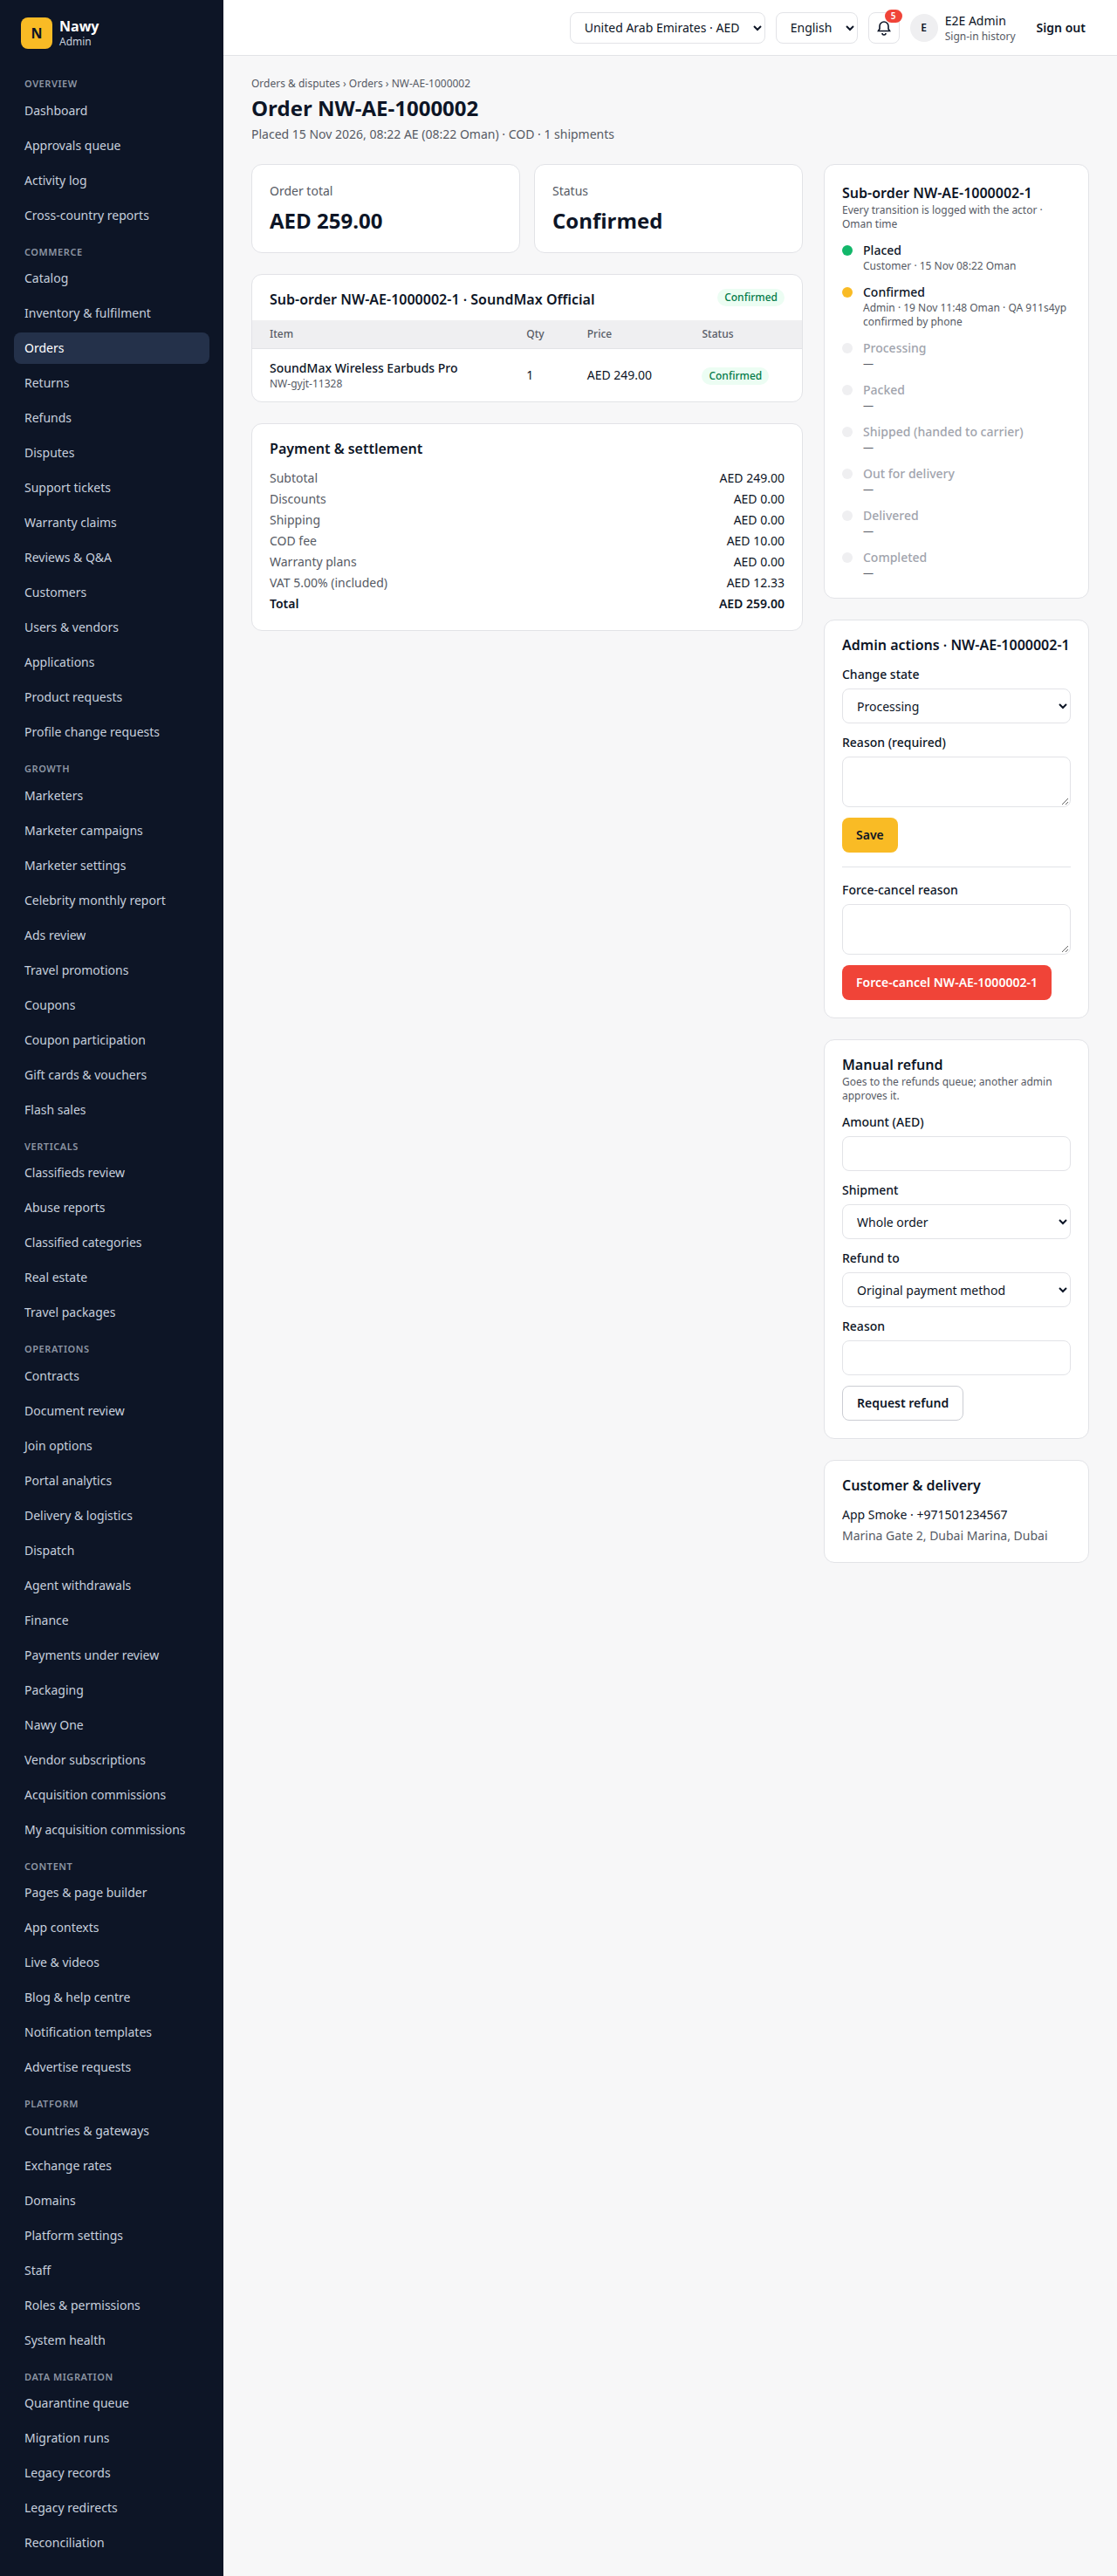 N
Nawy
Admin
OVERVIEW
Dashboard
Approvals queue
Activity log
Cross-country reports
COMMERCE
Catalog
Inventory & fulfilment
Orders
Returns
Refunds
Disputes
Support tickets
Warranty claims
Reviews & Q&A
Customers
Users & vendors
Applications
Product requests
Profile change requests
GROWTH
Marketers
Marketer campaigns
Marketer settings
Celebrity monthly report
Ads review
Travel promotions
Coupons
Coupon participation
Gift cards & vouchers
Flash sales
VERTICALS
Classifieds review
Abuse reports
Classified categories
Real estate
Travel packages
OPERATIONS
Contracts
Document review
Join options
Portal analytics
Delivery & logistics
Dispatch
Agent withdrawals
Finance
Payments under review
Packaging
Nawy One
Vendor subscriptions
Acquisition commissions
My acquisition commissions
CONTENT
Pages & page builder
App contexts
Live & videos
Blog & help centre
Notification templates
Advertise requests
PLATFORM
Countries & gateways
Exchange rates
Domains
Platform settings
Staff
Roles & permissions
System health
DATA MIGRATION
Quarantine queue
Migration runs
Legacy records
Legacy redirects
Reconciliation
United Arab Emirates · AED
English
5
E
E2E Admin
Sign-in history
Sign out
Orders & disputes › Orders › NW-AE-1000002
Order NW-AE-1000002
Placed 15 Nov 2026, 08:22 AE (08:22 Oman) · COD · 1 shipments
Order total
AED 259.00
Status
Confirmed
Sub-order NW-AE-1000002-1 · SoundMax Official
Confirmed
Item Qty Price Status
SoundMax Wireless Earbuds Pro
NW-gyjt-11328
1 AED 249.00 Confirmed
Payment & settlement
Subtotal AED 249.00
Discounts AED 0.00
Shipping AED 0.00
COD fee AED 10.00
Warranty plans AED 0.00
VAT 5.00% (included) AED 12.33
Total AED 259.00
Sub-order NW-AE-1000002-1
Every transition is logged with the actor ·
Oman time
Placed
Customer · 15 Nov 08:22 Oman
Confirmed
Admin · 19 Nov 11:48 Oman · QA 911s4yp
confirmed by phone
Processing
—
Packed
—
Shipped (handed to carrier)
—
Out for delivery
—
Delivered
—
Completed
—
Admin actions · NW-AE-1000002-1
Change state
Processing
Reason (required)
Save
Force-cancel reason
Force-cancel NW-AE-1000002-1
Manual refund
Goes to the refunds queue; another admin
approves it.
Amount (AED)
Shipment
Whole order
Refund to
Original payment method
Reason
Request refund
Customer & delivery
App Smoke · +971501234567
Marina Gate 2, Dubai Marina, Dubai